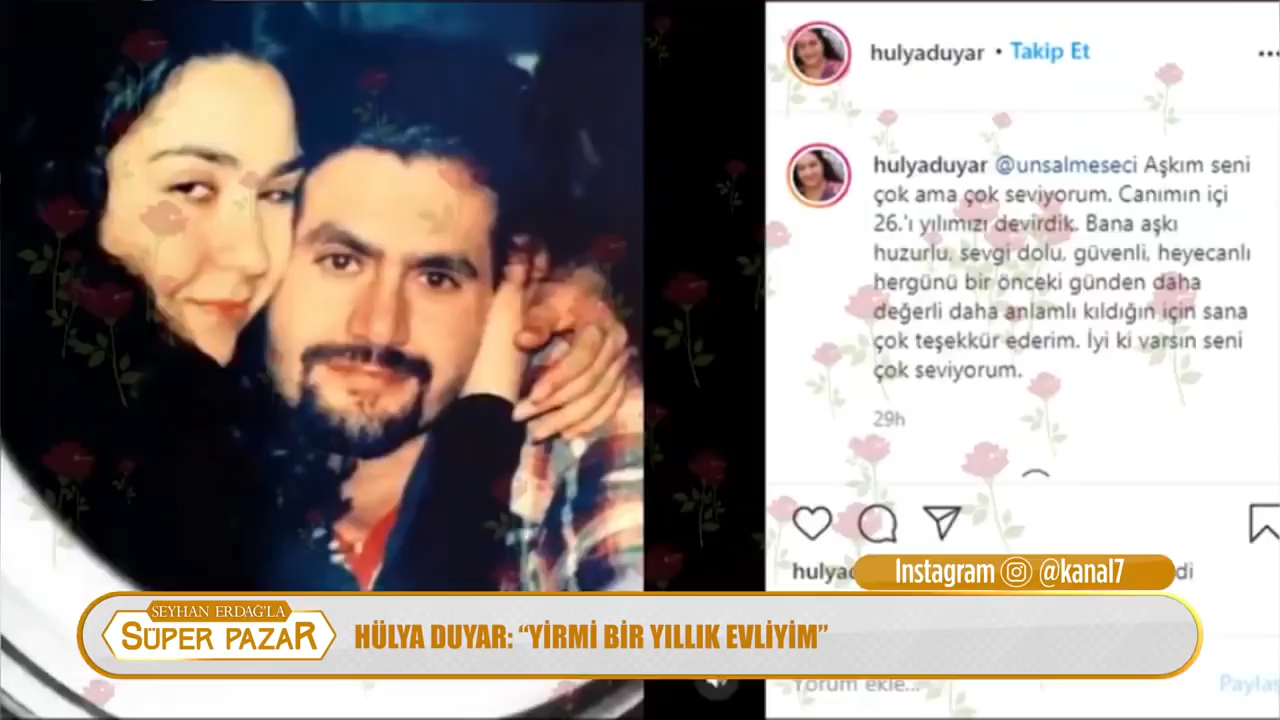 hulyaduyar • Takip Et
hulyaduyar @unsalmeseci Aşkım seni
çok ama çok seviyorum. Canımın içi
26.'ı yılımızı devirdik. Bana aşkı
huzurlu, sevgi dolu, güvenli, heyecanlı
hergünü bir önceki günden daha
değerli daha anlamlı kıldığın için sana
çok teşekkür ederim. İyi ki varsın seni
çok seviyorum.
29h
Instagram @kanal7
SEYHAN ERDAĞ'LA
SÜPER PAZAR
HÜLYA DUYAR: “YİRMİ BİR YILLIK EVLİYİM”
Yorum ekle...